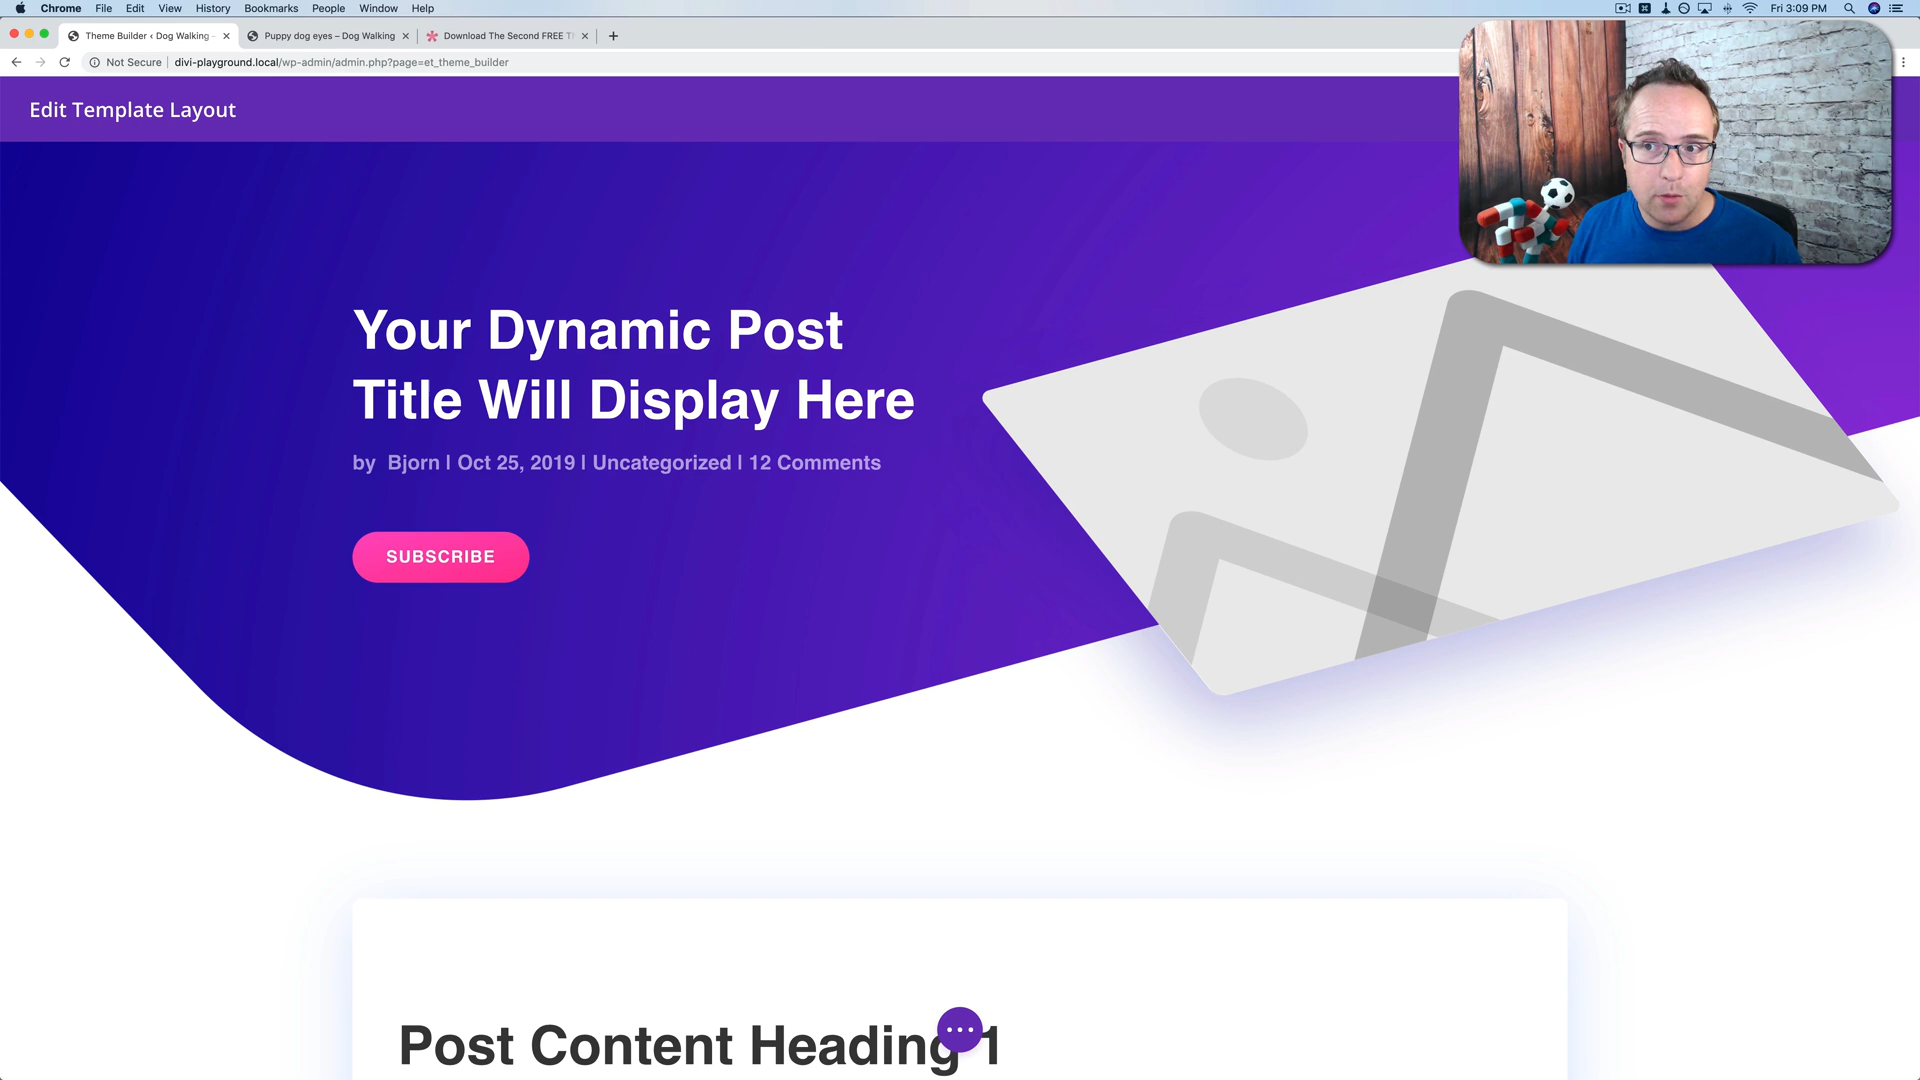 Chrome File Edit View History Bookmarks People Window Help Fri 3:09 PM
Theme Builder ‹ Dog Walking - Puppy dog eyes – Dog Walking Download The Second FREE T
Not Secure divi-playground.local/wp-admin/admin.php?page=et_theme_builder
Edit Template Layout
Your Dynamic Post
Title Will Display Here
by Bjorn | Oct 25, 2019 | Uncategorized | 12 Comments
SUBSCRIBE
Post Content Heading 1